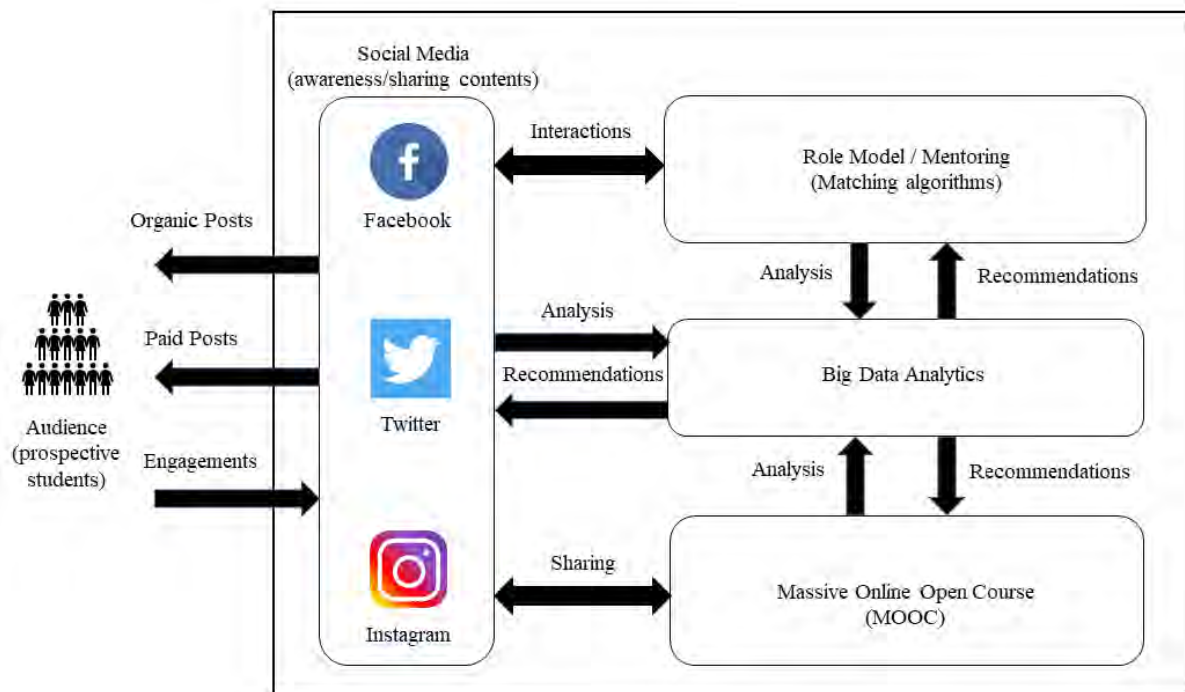 Social Media
(awareness/sharing contents)
Facebook
Interactions
Role Model / Mentoring
(Matching algorithms)
Organic Posts
Analysis
Recommendations
Paid Posts
Analysis
Recommendations
Twitter
Big Data Analytics
Audience
(prospective
students)
Engagements
Analysis
Recommendations
Instagram
Sharing
Massive Online Open Course
(MOOC)